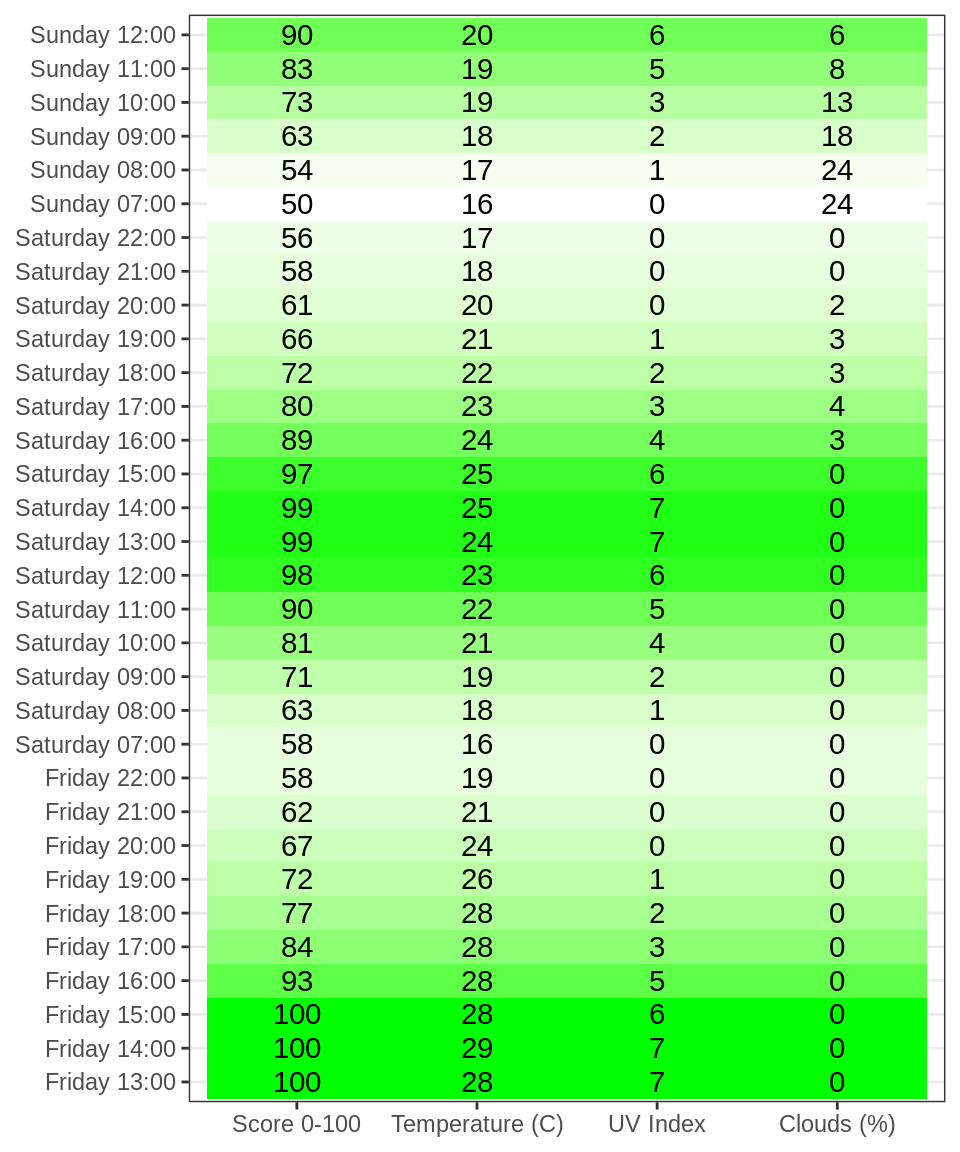 Sunday 12:00 90 20 6 6
Sunday 11:00 83 19 5 8
Sunday 10:00 73 19 3 13
Sunday 09:00 63 18 2 18
Sunday 08:00 54 17 1 24
Sunday 07:00 50 16 0 24
Saturday 22:00 56 17 0 0
Saturday 21:00 58 18 0 0
Saturday 20:00 61 20 0 2
Saturday 19:00 66 21 1 3
Saturday 18:00 72 22 2 3
Saturday 17:00 80 23 3 4
Saturday 16:00 89 24 4 3
Saturday 15:00 97 25 6 0
Saturday 14:00 99 25 7 0
Saturday 13:00 99 24 7 0
Saturday 12:00 98 23 6 0
Saturday 11:00 90 22 5 0
Saturday 10:00 81 21 4 0
Saturday 09:00 71 19 2 0
Saturday 08:00 63 18 1 0
Saturday 07:00 58 16 0 0
Friday 22:00 58 19 0 0
Friday 21:00 62 21 0 0
Friday 20:00 67 24 0 0
Friday 19:00 72 26 1 0
Friday 18:00 77 28 2 0
Friday 17:00 84 28 3 0
Friday 16:00 93 28 5 0
Friday 15:00 100 28 6 0
Friday 14:00 100 29 7 0
Friday 13:00 100 28 7 0
Score 0-100 Temperature (C) UV Index Clouds (%)